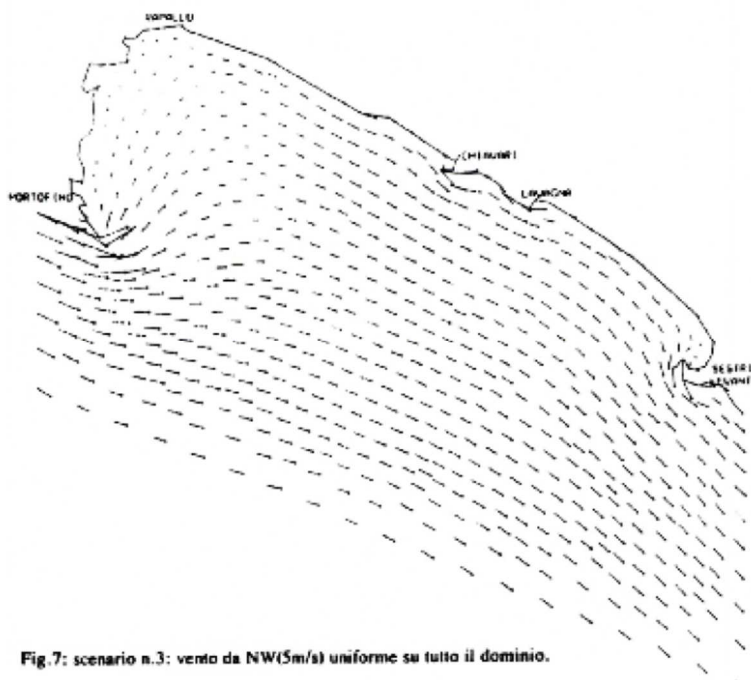 RAPALLO
CHIAVARI
LAVAGNA
PORTOFINO
SESTRI
LEVANTE
Fig.7: scenario n.3: vento da NW(5m/s) uniforme su tutto il dominio.